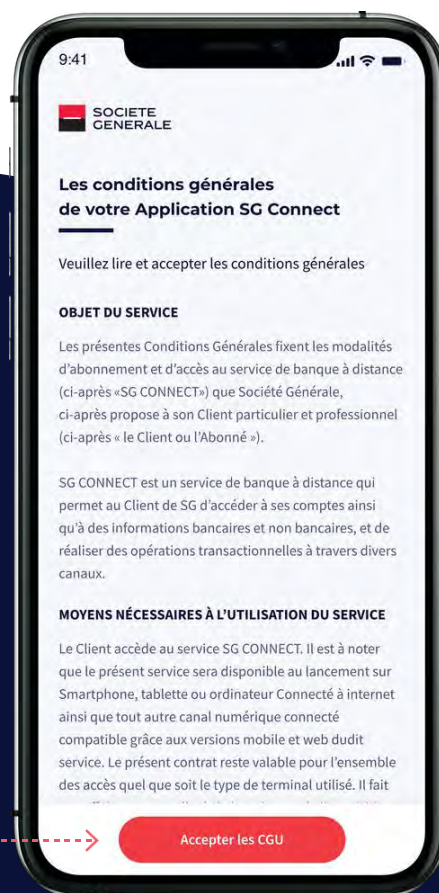 9:41
SOCIETE
GENERALE
Les conditions générales
de votre Application SG Connect
Veuillez lire et accepter les conditions générales
OBJET DU SERVICE
Les présentes Conditions Générales fixent les modalités
d'abonnement et d'accès au service de banque à distance
(ci-après «SG CONNECT») que Société Générale,
ci-après propose à son Client particulier et professionnel
(ci-après « le Client ou l'Abonné »).
SG CONNECT est un service de banque à distance qui
permet au Client de SG d'accéder à ses comptes ainsi
qu'à des informations bancaires et non bancaires, et de
réaliser des opérations transactionnelles à travers divers
canaux.
MOYENS NÉCESSAIRES À L'UTILISATION DU SERVICE
Le Client accède au service SG CONNECT. Il est à noter
que le présent service sera disponible au lancement sur
Smartphone, tablette ou ordinateur Connecté à internet
ainsi que tout autre canal numérique connecté
compatible grâce aux versions mobile et web dudit
service. Le présent contrat reste valable pour l'ensemble
des accès quel que soit le type de terminal utilisé. Il fait
Accepter les CGU